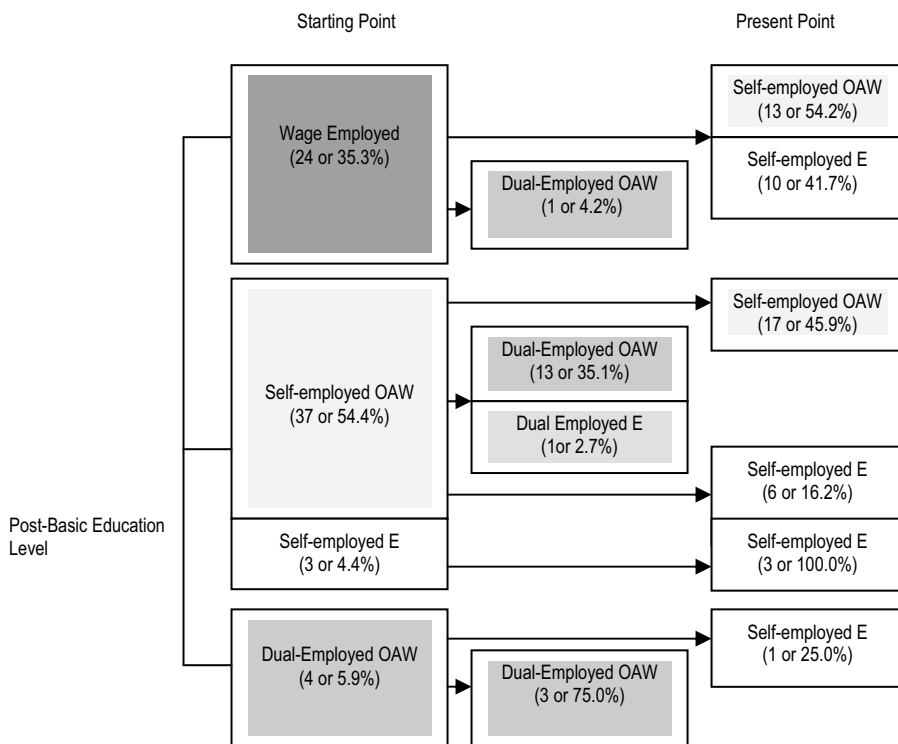 Starting Point
Present Point
Post-Basic Education
Level
Wage Employed
(24 or 35.3%)
Dual-Employed OAW
(1 or 4.2%)
Self-employed OAW
(13 or 54.2%)
Self-employed E
(10 or 41.7%)
Self-employed OAW
(37 or 54.4%)
Self-employed OAW
(17 or 45.9%)
Dual-Employed OAW
(13 or 35.1%)
Dual Employed E
(1or 2.7%)
Self-employed E
(6 or 16.2%)
Self-employed E
(3 or 4.4%)
Self-employed E
(3 or 100.0%)
Dual-Employed OAW
(4 or 5.9%)
Self-employed E
(1 or 25.0%)
Dual-Employed OAW
(3 or 75.0%)